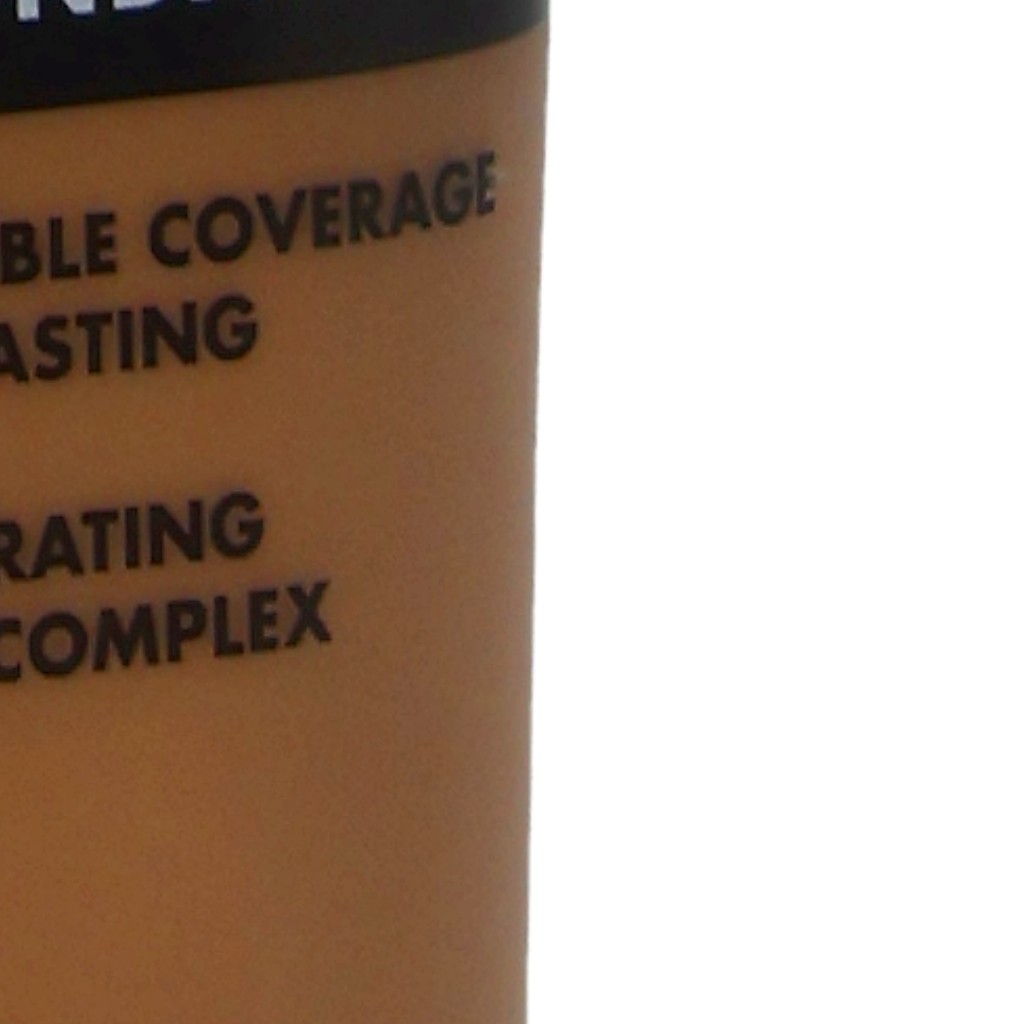 BLE COVERAGE
ASTING
RATING
COMPLEX